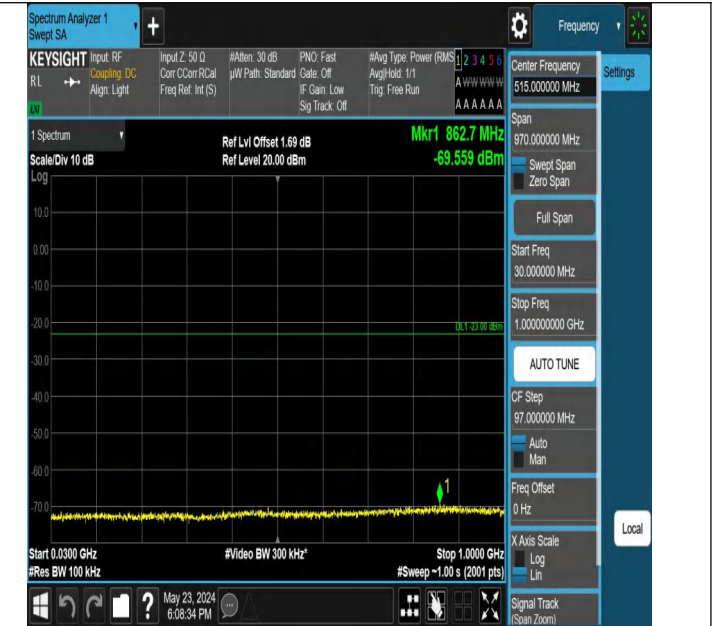 Spectrum Analyzer 1
Swept SA
+
Frequency
KEYSIGHT
RL
Input: RF
Coupling: DC
Align: Light
Input Z: 50 Ω
Corr CCorr RCal
Freq Ref: Int (S)
#Atten: 30 dB
µW Path: Standard
PNO: Fast
Gate: Off
IF Gain: Low
Sig Track: Off
#Avg Type: Power (RMS
Avg|Hold: 1/1
Trig: Free Run
1 2 3 4 5 6
A W W W W W
A A A A A A
1 Spectrum
Scale/Div 10 dB
Log
Ref Lvl Offset 1.69 dB
Ref Level 20.00 dBm
Mkr1 862.7 MHz
-69.559 dBm
10.0
0.00
-10.0
-20.0
DL1 -23.00 dBm
-30.0
-40.0
-50.0
-60.0
1
-70.0
Start 0.0300 GHz
#Res BW 100 kHz
#Video BW 300 kHz*
Stop 1.0000 GHz
#Sweep ~1.00 s (2001 pts)
?
May 23, 2024
6:08:34 PM
Center Frequency
515.000000 MHz
Settings
Span
970.000000 MHz
Swept Span
Zero Span
Full Span
Start Freq
30.000000 MHz
Stop Freq
1.000000000 GHz
AUTO TUNE
CF Step
97.000000 MHz
Auto
Man
Freq Offset
0 Hz
Local
X Axis Scale
Log
Lin
Signal Track
(Span Zoom)